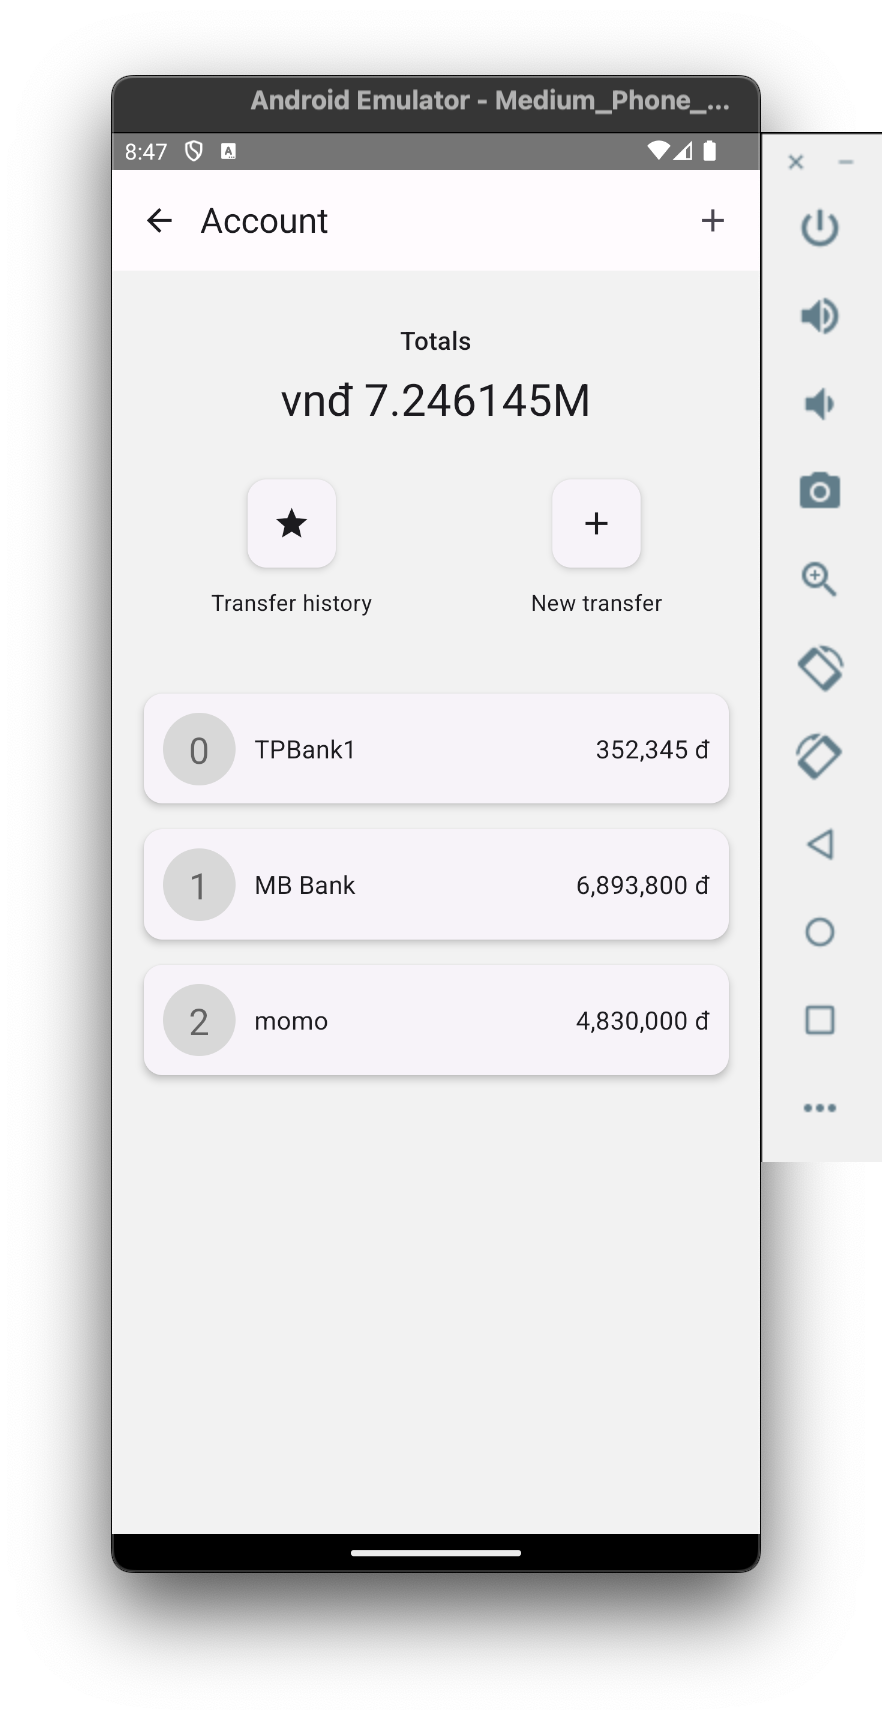 Android Emulator - Medium_Phone_...
8:47
A
Account
Totals
vnđ 7.246145M
Transfer history
New transfer
0 TPBank1 352,345 đ
1 MB Bank 6,893,800 đ
2 momo 4,830,000 đ